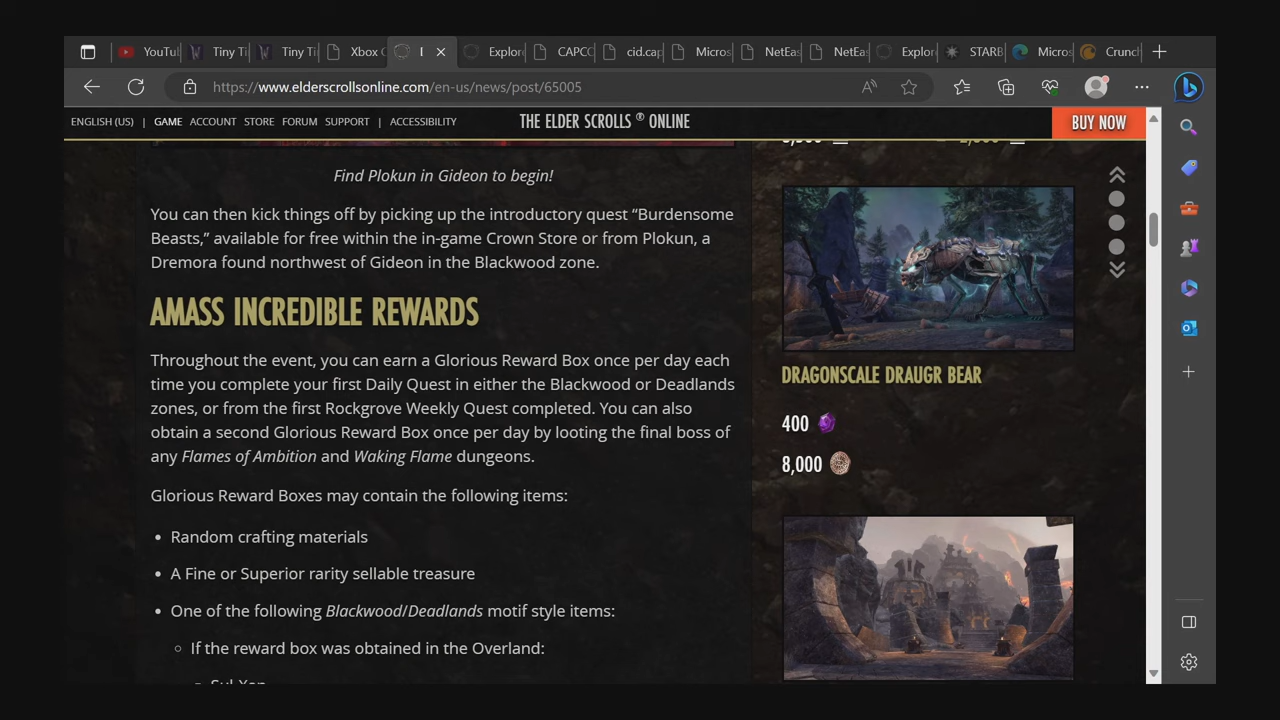 YouTu
Tiny Ti
Tiny Ti
Xbox
Explor
CAPCC
cid.cap
Micros
NetEas
NetEa
Explor
STARE
Micros
Crunch
https://www.elderscrollsonline.com/en-us/news/post/65005
ENGLISH (US) | GAME ACCOUNT STORE FORUM SUPPORT | ACCESSIBILITY
THE ELDER SCROLLS ® ONLINE
BUY NOW
Find Plokun in Gideon to begin!
You can then kick things off by picking up the introductory quest “Burdensome
Beasts,” available for free within the in-game Crown Store or from Plokun, a
Dremora found northwest of Gideon in the Blackwood zone.
AMASS INCREDIBLE REWARDS
Throughout the event, you can earn a Glorious Reward Box once per day each
time you complete your first Daily Quest in either the Blackwood or Deadlands
zones, or from the first Rockgrove Weekly Quest completed. You can also
obtain a second Glorious Reward Box once per day by looting the final boss of
any Flames of Ambition and Waking Flame dungeons.
Glorious Reward Boxes may contain the following items:
• Random crafting materials
• A Fine or Superior rarity sellable treasure
• One of the following Blackwood/Deadlands motif style items:
○ If the reward box was obtained in the Overland:
DRAGONSCALE DRAUGR BEAR
400
8,000